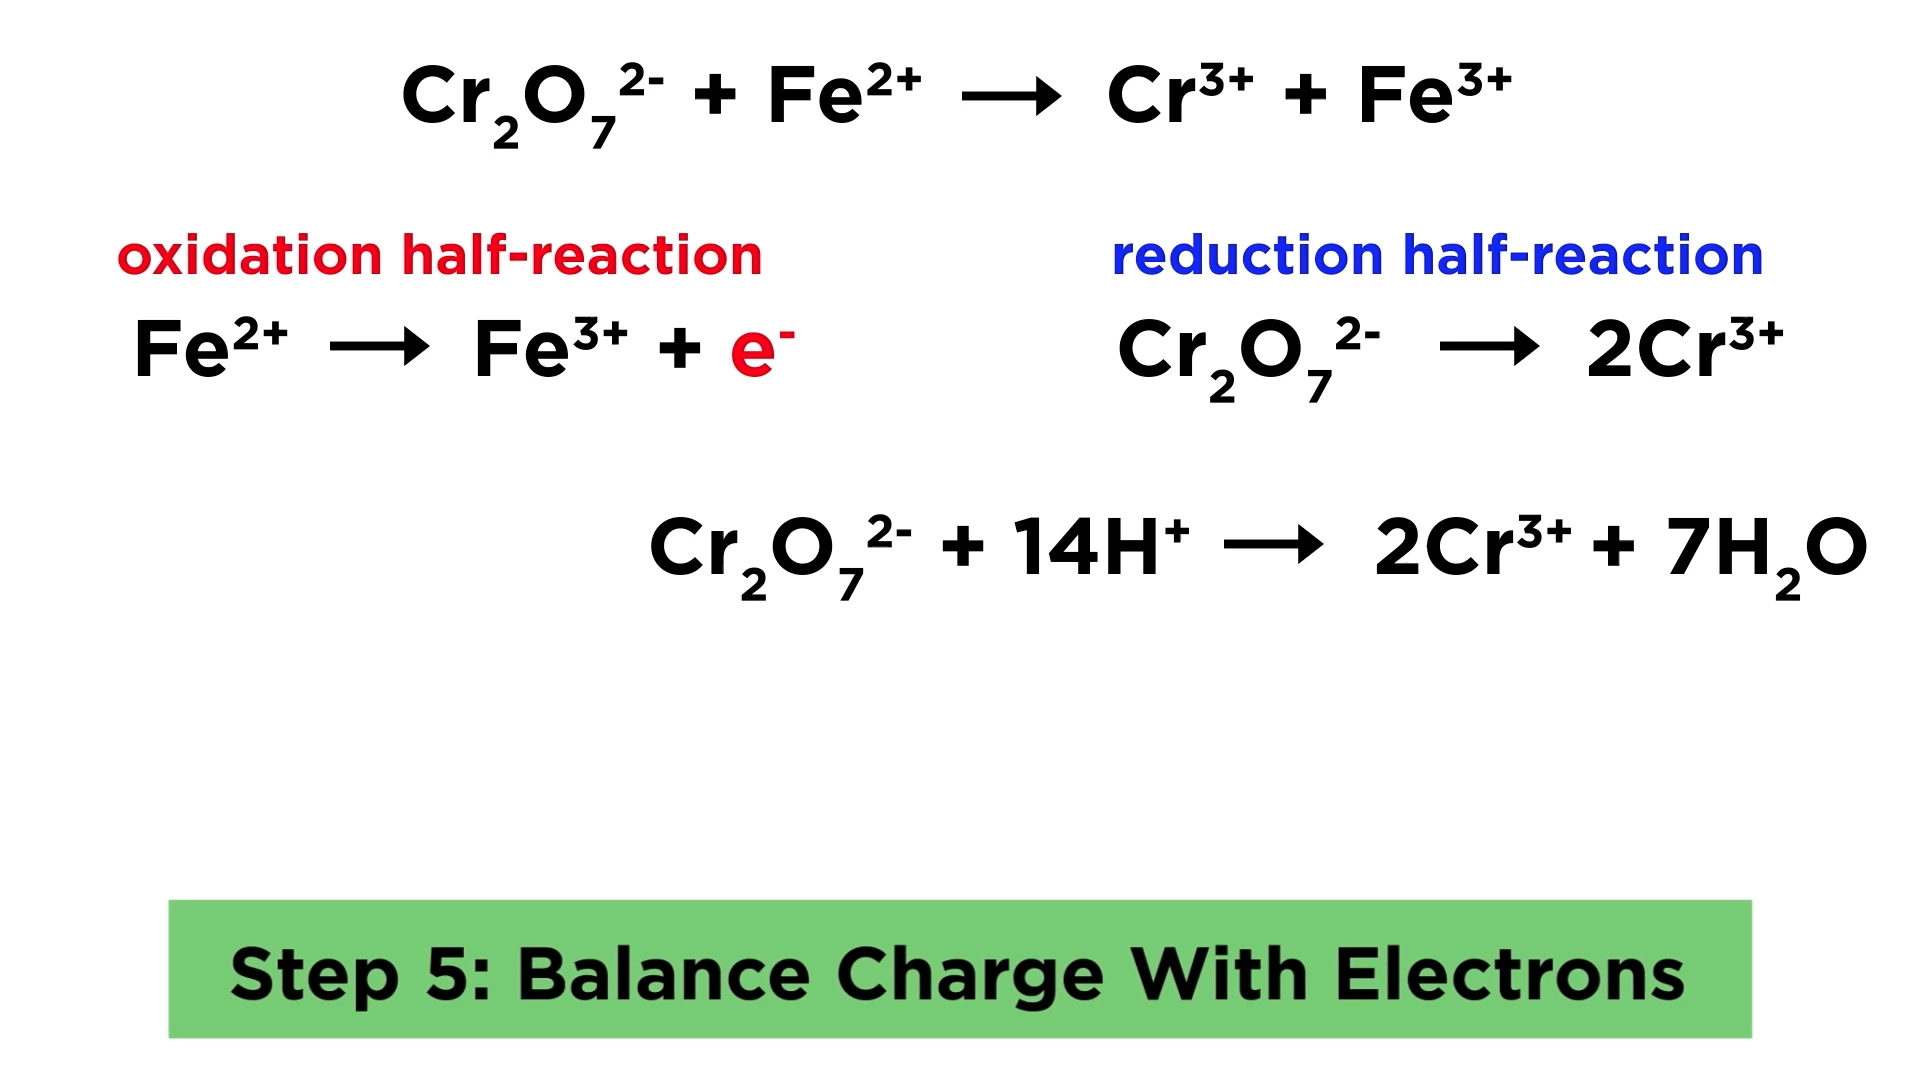 Cr₂O₇²⁻ + Fe²⁺ → Cr³⁺ + Fe³⁺
oxidation half-reaction
reduction half-reaction
Fe²⁺ → Fe³⁺ + e⁻
Cr₂O₇²⁻ → 2Cr³⁺
Cr₂O₇²⁻ + 14H⁺ → 2Cr³⁺ + 7H₂O
Step 5: Balance Charge With Electrons